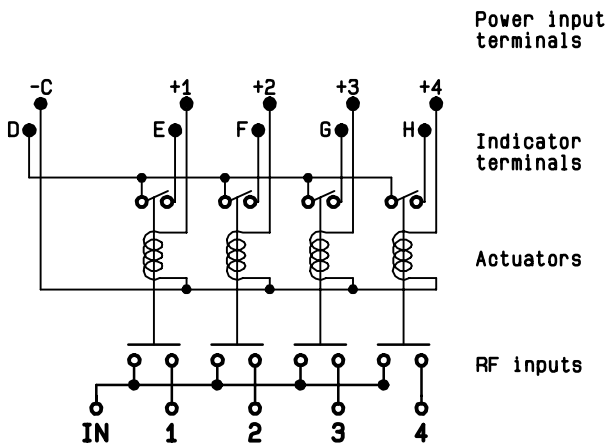 Power input
terminals
-C +1 +2 +3 +4
D E F G H
Indicator
terminals
Actuators
RF inputs
IN 1 2 3 4